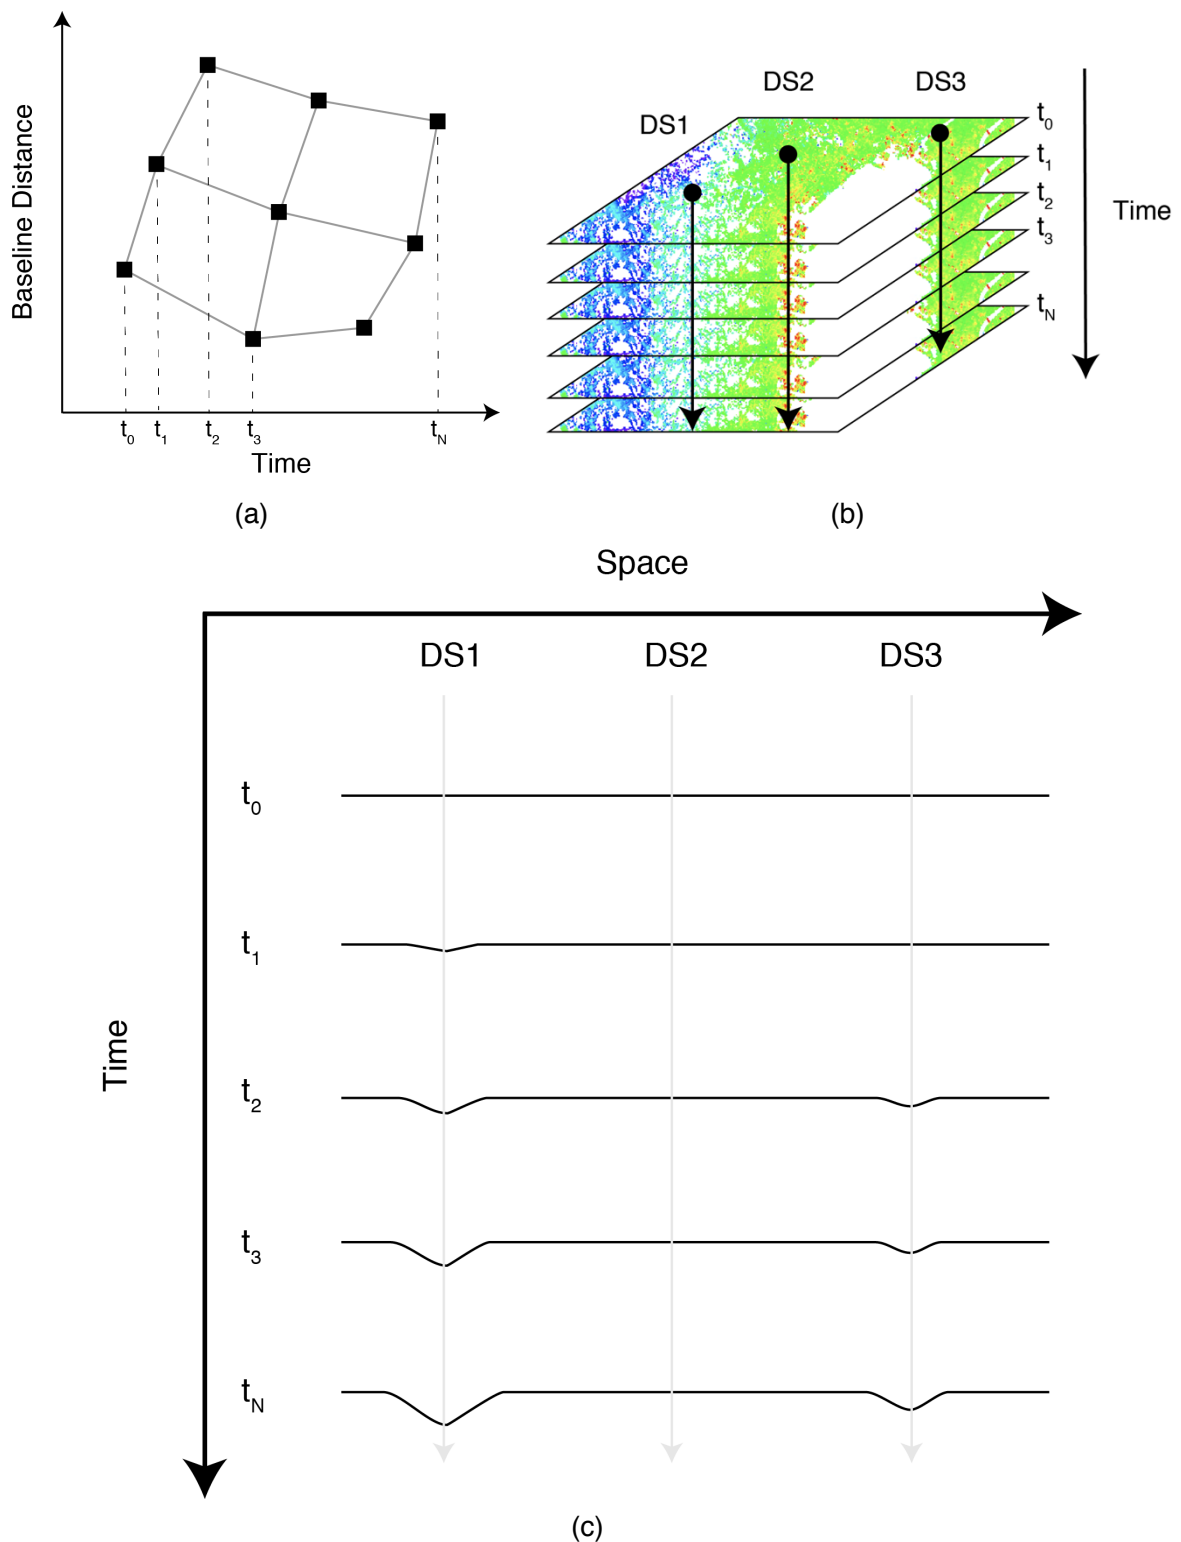 Baseline Distance
t0 t1 t2 t3 tN
Time
(a)
DS1 DS2 DS3
t0
t1
t2
t3
tN
Time
(b)
Space
DS1 DS2 DS3
Time
t0
t1
t2
t3
tN
(c)